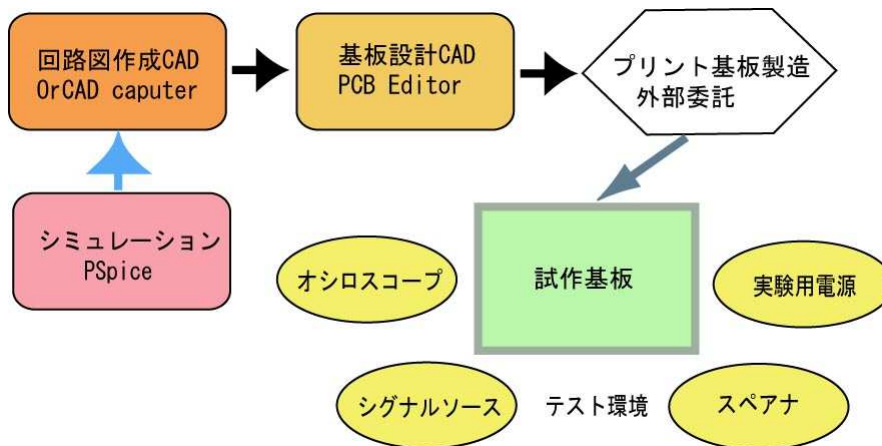 回路図作成CAD
OrCAD caputer
基板設計CAD
PCB Editor
プリント基板製造
外部委託
シミュレーション
PSpice
オシロスコープ
試作基板
実験用電源
シグナルソース
テスト環境
スペアナ